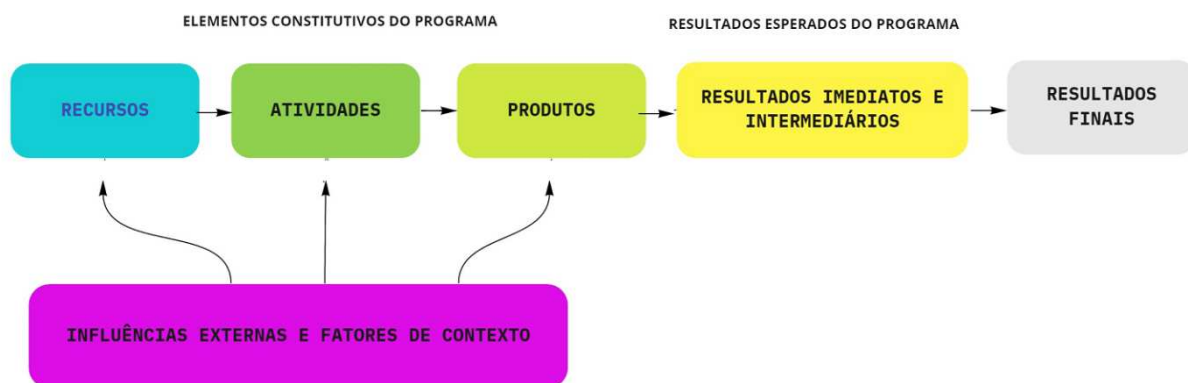 ELEMENTOS CONSTITUTIVOS DO PROGRAMA
RESULTADOS ESPERADOS DO PROGRAMA
RECURSOS
ATIVIDADES
PRODUTOS
RESULTADOS IMEDIATOS E
INTERMEDIÁRIOS
RESULTADOS
FINAIS
INFLUÊNCIAS EXTERNAS E FATORES DE CONTEXTO